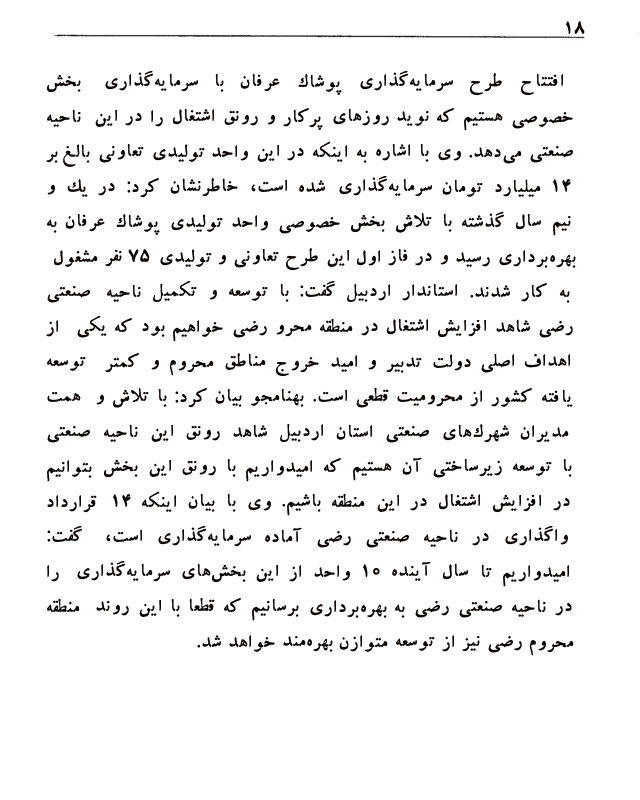 ۱۸
افتتاح طرح سرمایه‌گذاری پوشاك عرفان با سرمایه‌گذاری بخش
خصوصی هستیم که نوید روزهای پرکار و رونق اشتغال را در این ناحیه
صنعتی می‌دهد. وی با اشاره به اینکه در این واحد تولیدی تعاونی بالغ بر
۱۴ میلیارد تومان سرمایه‌گذاری شده است، خاطرنشان کرد: در یك و
نیم سال گذشته با تلاش بخش خصوصی واحد تولیدی پوشاك عرفان به
بهره‌برداری رسید و در فاز اول این طرح تعاونی و تولیدی ۷۵ نفر مشغول
به کار شدند. استاندار اردبیل گفت: با توسعه و تکمیل ناحیه صنعتی
رضی شاهد افزایش اشتغال در منطقه محرو رضی خواهیم بود که یکی از
اهداف اصلی دولت تدبیر و امید خروج مناطق محروم و کمتر توسعه
یافته کشور از محرومیت قطعی است. بهنامجو بیان کرد: با تلاش و همت
مدیران شهرك‌های صنعتی استان اردبیل شاهد رونق این ناحیه صنعتی
با توسعه زیرساختی آن هستیم که امیدواریم با رونق این بخش بتوانیم
در افزایش اشتغال در این منطقه باشیم. وی با بیان اینکه ۱۴ قرارداد
واگذاری در ناحیه صنعتی رضی آماده سرمایه‌گذاری است، گفت:
امیدواریم تا سال آینده ۱۰ واحد از این بخش‌های سرمایه‌گذاری را
در ناحیه صنعتی رضی به بهره‌برداری برسانیم که قطعا با این روند منطقه
محروم رضی نیز از توسعه متوازن بهره‌مند خواهد شد.